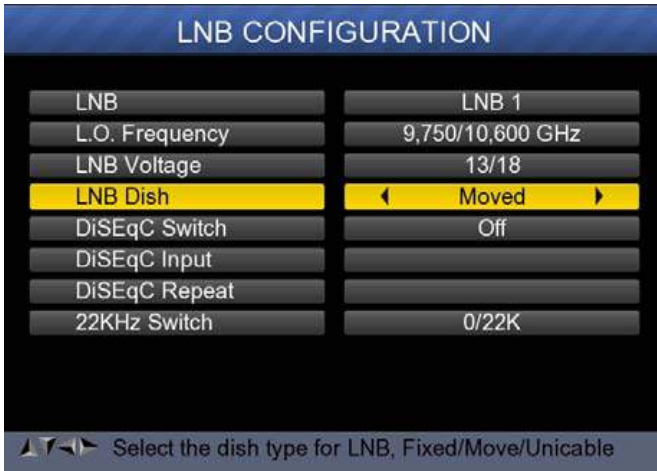 LNB CONFIGURATION
LNB LNB 1
L.O. Frequency 9,750/10,600 GHz
LNB Voltage 13/18
LNB Dish Moved
DiSEqC Switch Off
DiSEqC Input
DiSEqC Repeat
22KHz Switch 0/22K
Select the dish type for LNB, Fixed/Move/Unicable